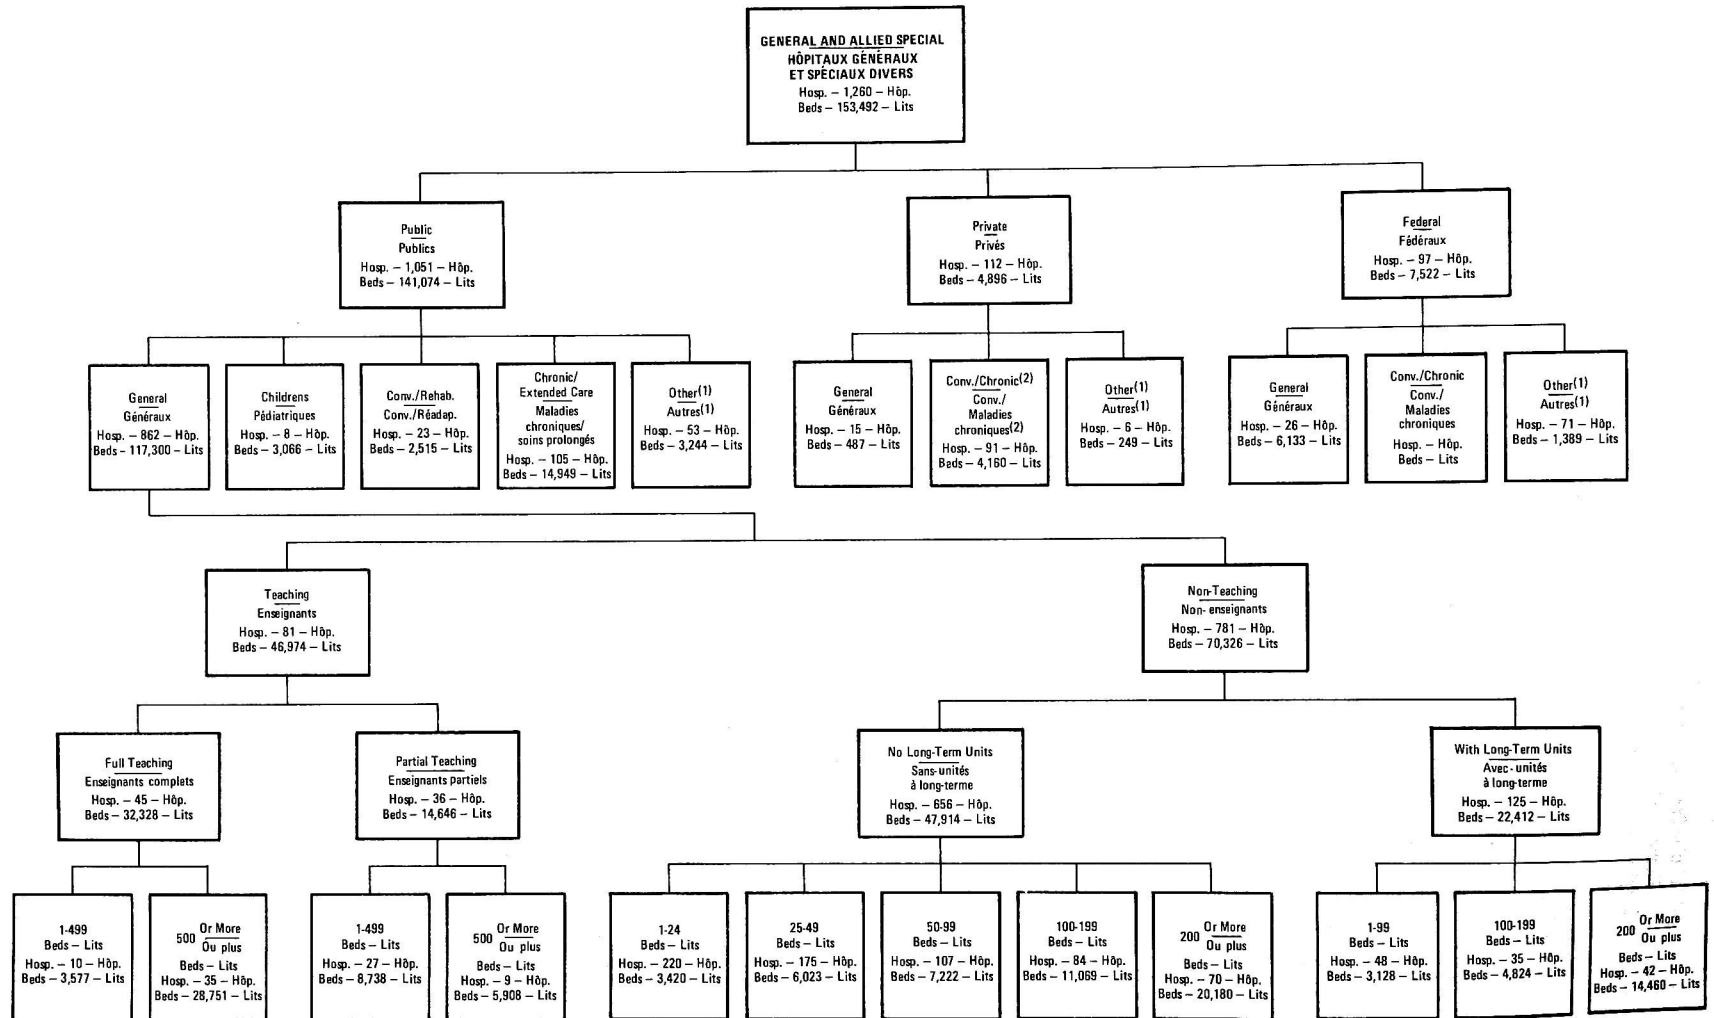 GENERAL AND ALLIED SPECIAL
HÔPITAUX GÉNÉRAUX
ET SPÉCIAUX DIVERS
Hosp. – 1,260 – Hôp.
Beds – 153,492 – Lits
Public
Publics
Hosp. – 1,051 – Hôp.
Beds – 141,074 – Lits
Private
Privés
Hosp. – 112 – Hôp.
Beds – 4,896 – Lits
Federal
Fédéraux
Hosp. – 97 – Hôp.
Beds – 7,522 – Lits
General
Généraux
Hosp. – 862 – Hôp.
Beds – 117,300 – Lits
Childrens
Pédiatriques
Hosp. – 8 – Hôp.
Beds – 3,066 – Lits
Conv./Rehab.
Conv./Réadap.
Hosp. – 23 – Hôp.
Beds – 2,515 – Lits
Chronic/
Extended Care
Maladies
chroniques/
soins prolongés
Hosp. – 105 – Hôp.
Beds – 14,949 – Lits
Other(1)
Autres(1)
Hosp. – 53 – Hôp.
Beds – 3,244 – Lits
General
Généraux
Hosp. – 15 – Hôp.
Beds – 487 – Lits
Conv./Chronic(2)
Conv./
Maladies
chroniques(2)
Hosp. – 91 – Hôp.
Beds – 4,160 – Lits
Other(1)
Autres(1)
Hosp. – 6 – Hôp.
Beds – 249 – Lits
General
Généraux
Hosp. – 26 – Hôp.
Beds – 6,133 – Lits
Conv./Chronic
Conv./
Maladies
chroniques
Hosp. – Hôp.
Beds – Lits
Other(1)
Autres(1)
Hosp. – 71 – Hôp.
Beds – 1,389 – Lits
Teaching
Enseignants
Hosp. – 81 – Hôp.
Beds – 46,974 – Lits
Non-Teaching
Non-enseignants
Hosp. – 781 – Hôp.
Beds – 70,326 – Lits
Full Teaching
Enseignants complets
Hosp. – 45 – Hôp.
Beds – 32,328 – Lits
Partial Teaching
Enseignants partiels
Hosp. – 36 – Hôp.
Beds – 14,646 – Lits
No Long-Term Units
Sans-unités
à long-terme
Hosp. – 656 – Hôp.
Beds – 47,914 – Lits
With Long-Term Units
Avec-unités
à long-terme
Hosp. – 125 – Hôp.
Beds – 22,412 – Lits
1-499
Beds – Lits
Hosp. – 10 – Hôp.
Beds – 3,577 – Lits
500 Or More
Ou plus
Beds – Lits
Hosp. – 35 – Hôp.
Beds – 28,751 – Lits
1-499
Beds – Lits
Hosp. – 27 – Hôp.
Beds – 8,738 – Lits
500 Or More
Ou plus
Beds – Lits
Hosp. – 9 – Hôp.
Beds – 5,908 – Lits
1-24
Beds – Lits
Hosp. – 220 – Hôp.
Beds – 3,420 – Lits
25-49
Beds – Lits
Hosp. – 175 – Hôp.
Beds – 6,023 – Lits
50-99
Beds – Lits
Hosp. – 107 – Hôp.
Beds – 7,222 – Lits
100-199
Beds – Lits
Hosp. – 84 – Hôp.
Beds – 11,069 – Lits
200 Or More
Ou plus
Beds – Lits
Hosp. – 70 – Hôp.
Beds – 20,180 – Lits
1-99
Beds – Lits
Hosp. – 48 – Hôp.
Beds – 3,128 – Lits
100-199
Beds – Lits
Hosp. – 35 – Hôp.
Beds – 4,824 – Lits
200 Or More
Ou plus
Beds – Lits
Hosp. – 42 – Hôp.
Beds – 14,460 – Lits